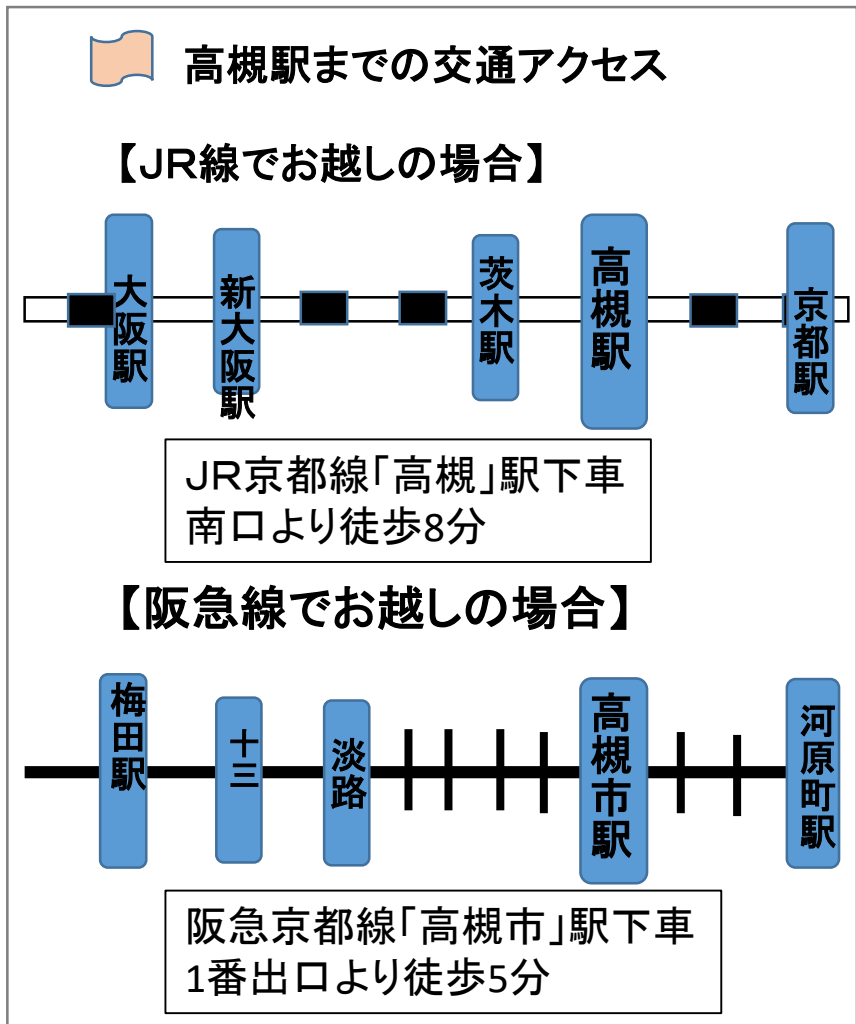 高槻駅までの交通アクセス
【JR線でお越しの場合】
大阪駅
新大阪駅
茨木駅
高槻駅
京都駅
JR京都線「高槻」駅下車
南口より徒歩8分
【阪急線でお越しの場合】
梅田駅
十三
淡路
高槻市駅
河原町駅
阪急京都線「高槻市」駅下車
1番出口より徒歩5分